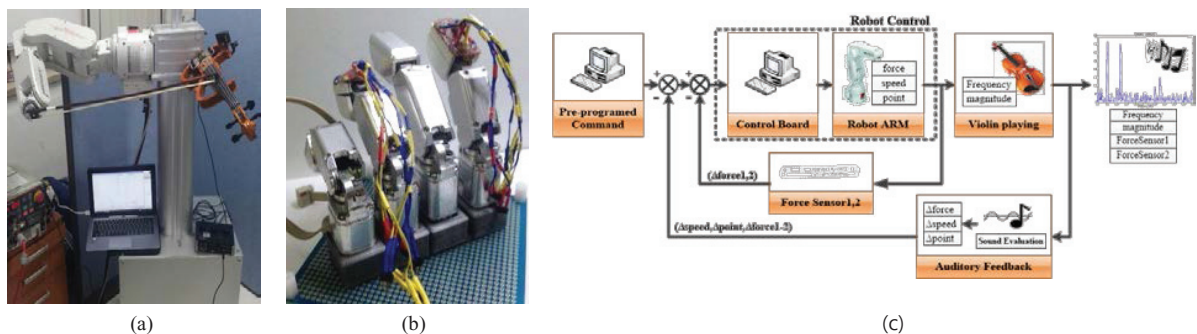 Robot Control
Pre-programed
Command
+
−
+
−
Control Board
force
speed
point
Robot ARM
Frequency
magnitude
Violin playing
Frequency
magnitude
ForceSensor1
ForceSensor2
(Δforce1,2)
Force Sensor1,2
(Δspeed,Δpoint,Δforce1-2)
Δforce
Δspeed
Δpoint
Sound Evaluation
Auditory Feedback
(a)
(b)
(c)